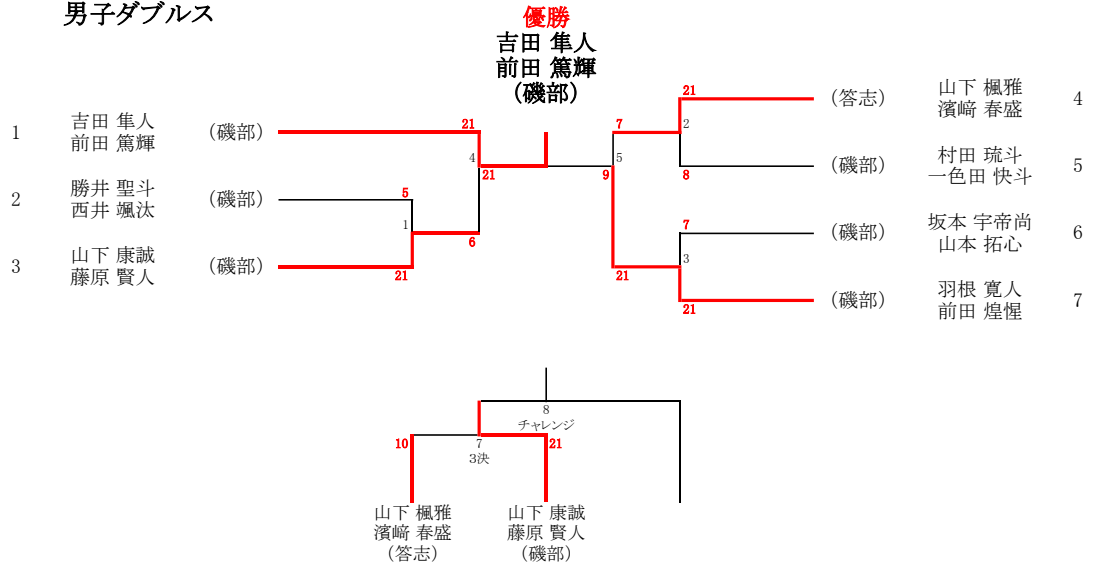 男子ダブルス
優勝
吉田 隼人
前田 篤輝
（磯部）
1
吉田 隼人
前田 篤輝
（磯部）
21
4
21
2
勝井 聖斗
西井 颯汰
（磯部）
5
1
6
3
山下 康誠
藤原 賢人
（磯部）
21
21
（答志）
山下 楓雅
濱﨑 春盛
4
7
2
5
9
8
（磯部）
村田 琉斗
一色田 快斗
5
7
（磯部）
坂本 宇帝尚
山本 拓心
6
3
21
21
（磯部）
羽根 寛人
前田 煌惺
7
8
チャレンジ
10
7
21
3決
山下 楓雅
濱﨑 春盛
（答志）
山下 康誠
藤原 賢人
（磯部）